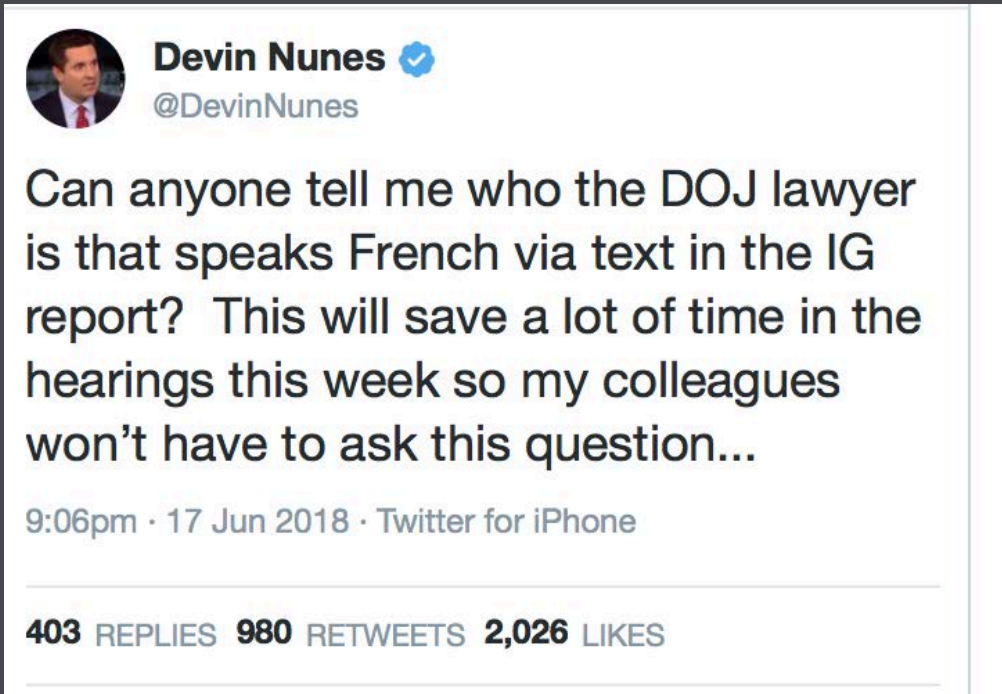 Devin Nunes
@DevinNunes
Can anyone tell me who the DOJ lawyer
is that speaks French via text in the IG
report?  This will save a lot of time in the
hearings this week so my colleagues
won’t have to ask this question...
9:06pm · 17 Jun 2018 · Twitter for iPhone
403 REPLIES 980 RETWEETS 2,026 LIKES